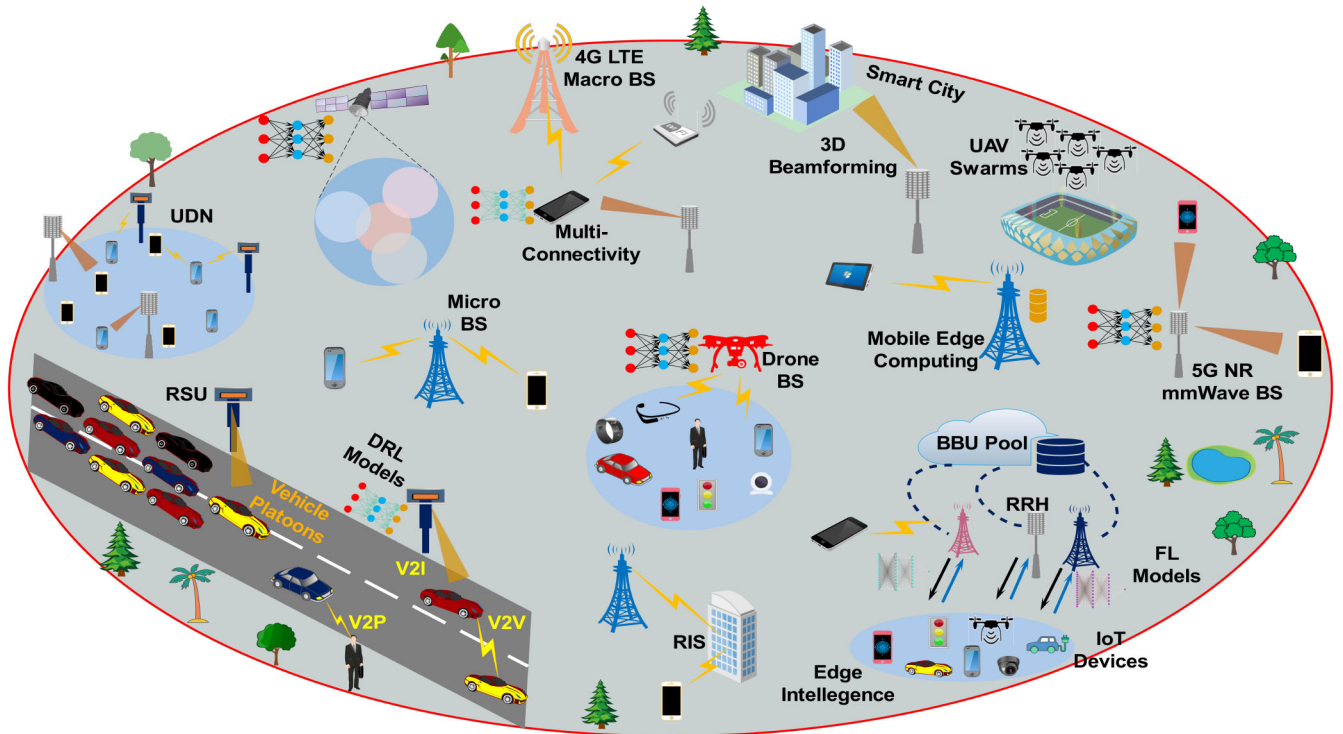 4G LTE
Macro BS
Smart City
3D
Beamforming
UAV
Swarms
UDN
Multi-
Connectivity
Micro
BS
Mobile Edge
Computing
Drone
BS
5G NR
mmWave BS
RSU
DRL
Models
Vehicle
Platoons
BBU Pool
RRH
FL
Models
V2I
V2P
V2V
RIS
IoT
Devices
Edge
Intellegence